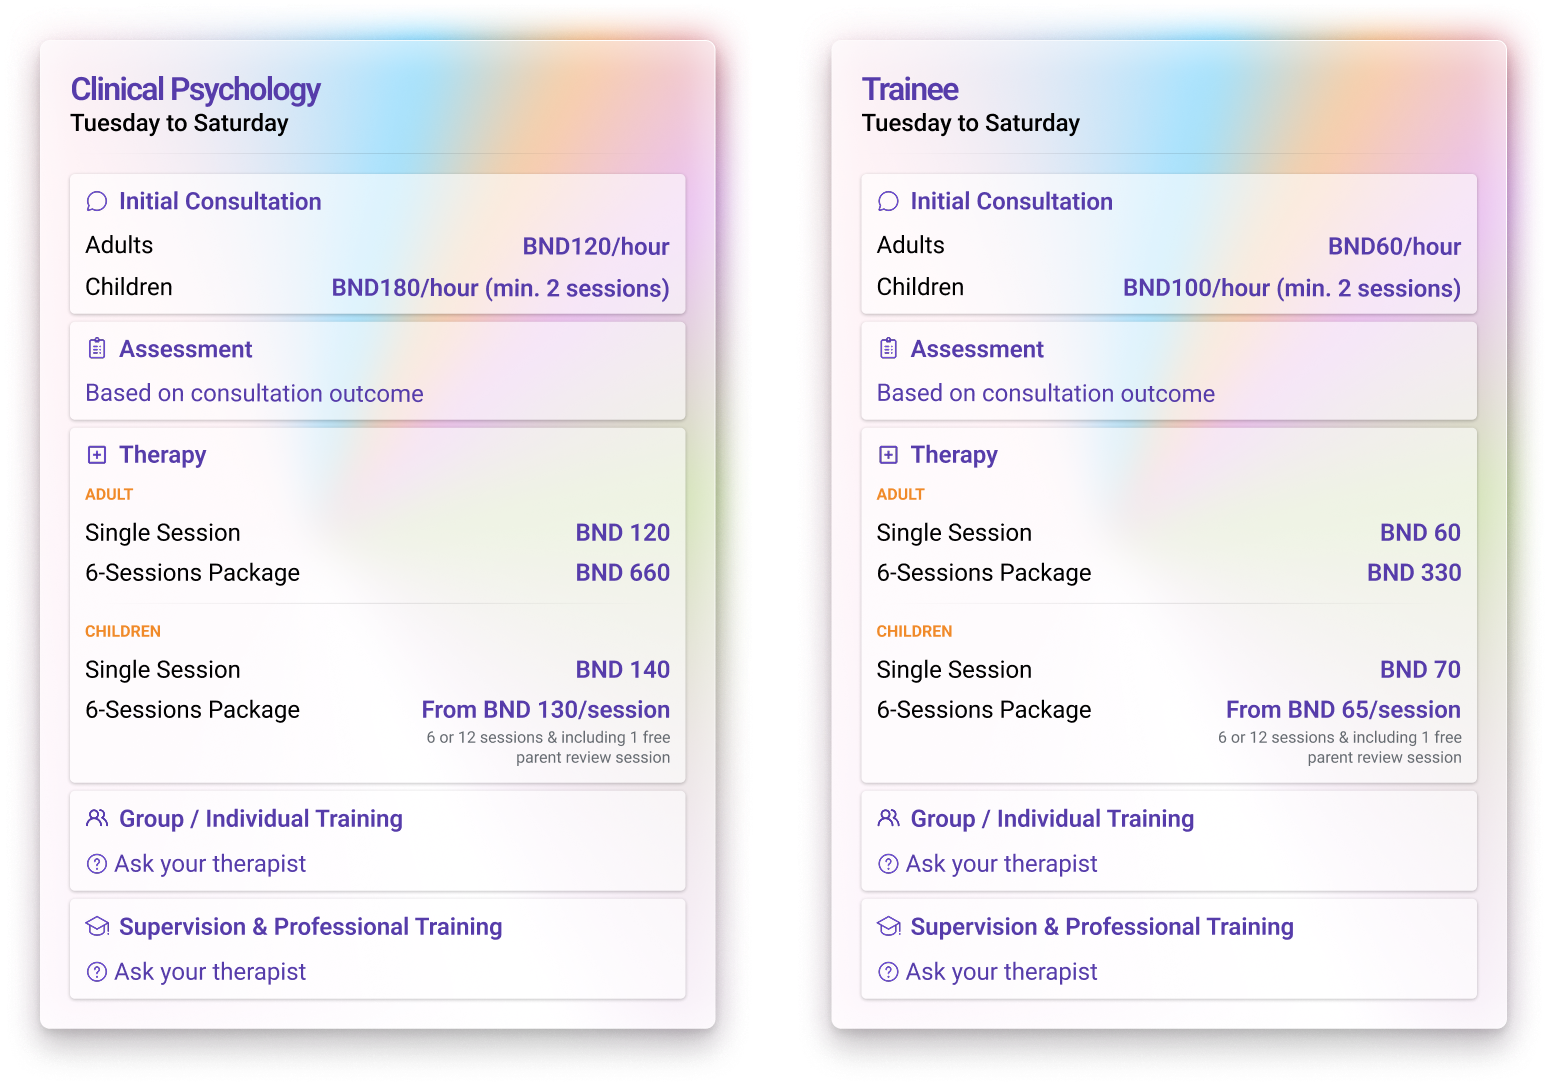 Clinical Psychology
Tuesday to Saturday
Initial Consultation
Adults BND120/hour
Children BND180/hour (min. 2 sessions)
Assessment
Based on consultation outcome
Therapy
ADULT
Single Session BND 120
6-Sessions Package BND 660
CHILDREN
Single Session BND 140
6-Sessions Package From BND 130/session
6 or 12 sessions & including 1 free
parent review session
Group / Individual Training
Ask your therapist
Supervision & Professional Training
Ask your therapist
Trainee
Tuesday to Saturday
Initial Consultation
Adults BND60/hour
Children BND100/hour (min. 2 sessions)
Assessment
Based on consultation outcome
Therapy
ADULT
Single Session BND 60
6-Sessions Package BND 330
CHILDREN
Single Session BND 70
6-Sessions Package From BND 65/session
6 or 12 sessions & including 1 free
parent review session
Group / Individual Training
Ask your therapist
Supervision & Professional Training
Ask your therapist